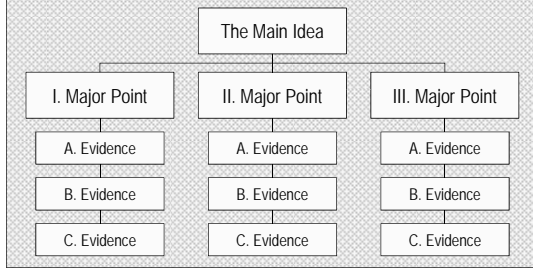 The Main Idea
I. Major Point
II. Major Point
III. Major Point
A. Evidence
A. Evidence
A. Evidence
B. Evidence
B. Evidence
B. Evidence
C. Evidence
C. Evidence
C. Evidence